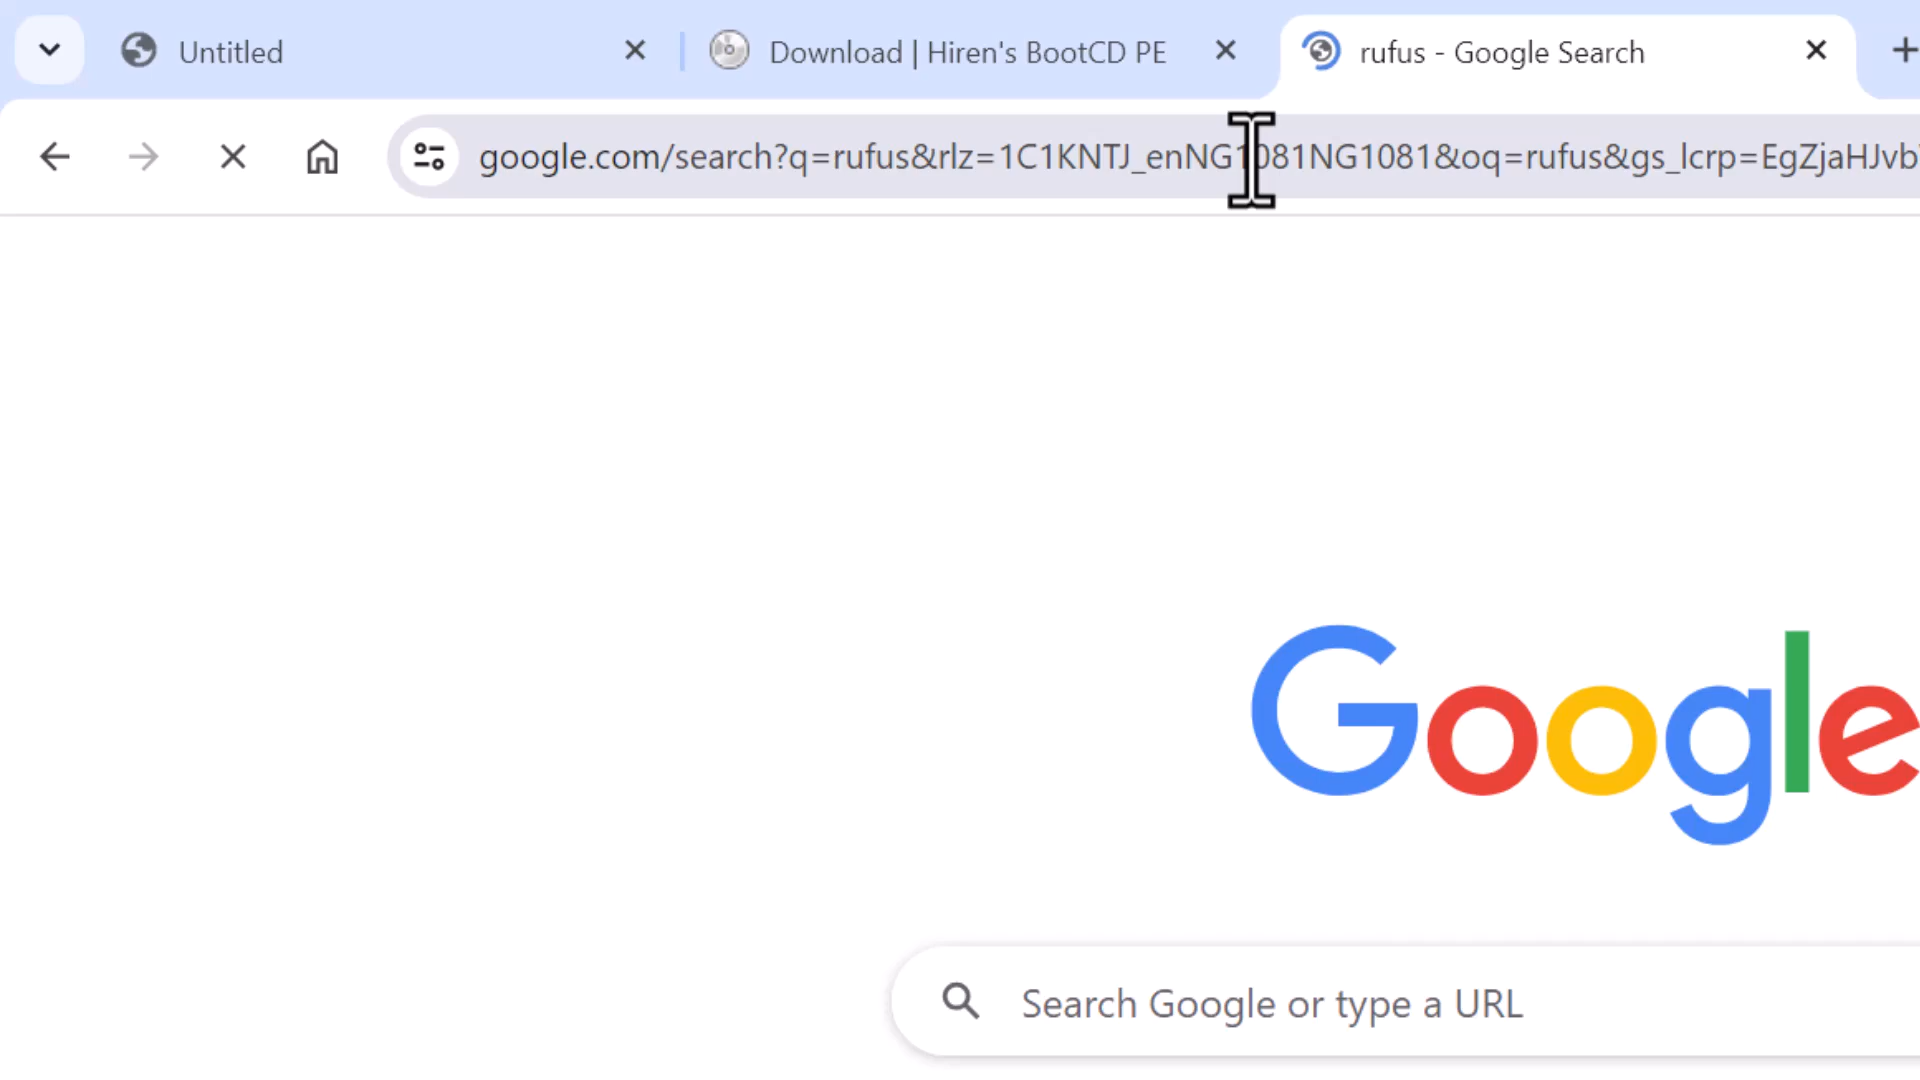 Untitled
Download | Hiren's BootCD PE
rufus - Google Search
google.com/search?q=rufus&rlz=1C1KNTJ_enNG1081NG1081&oq=rufus&gs_lcrp=EgZjaHJvb
Google
Search Google or type a URL